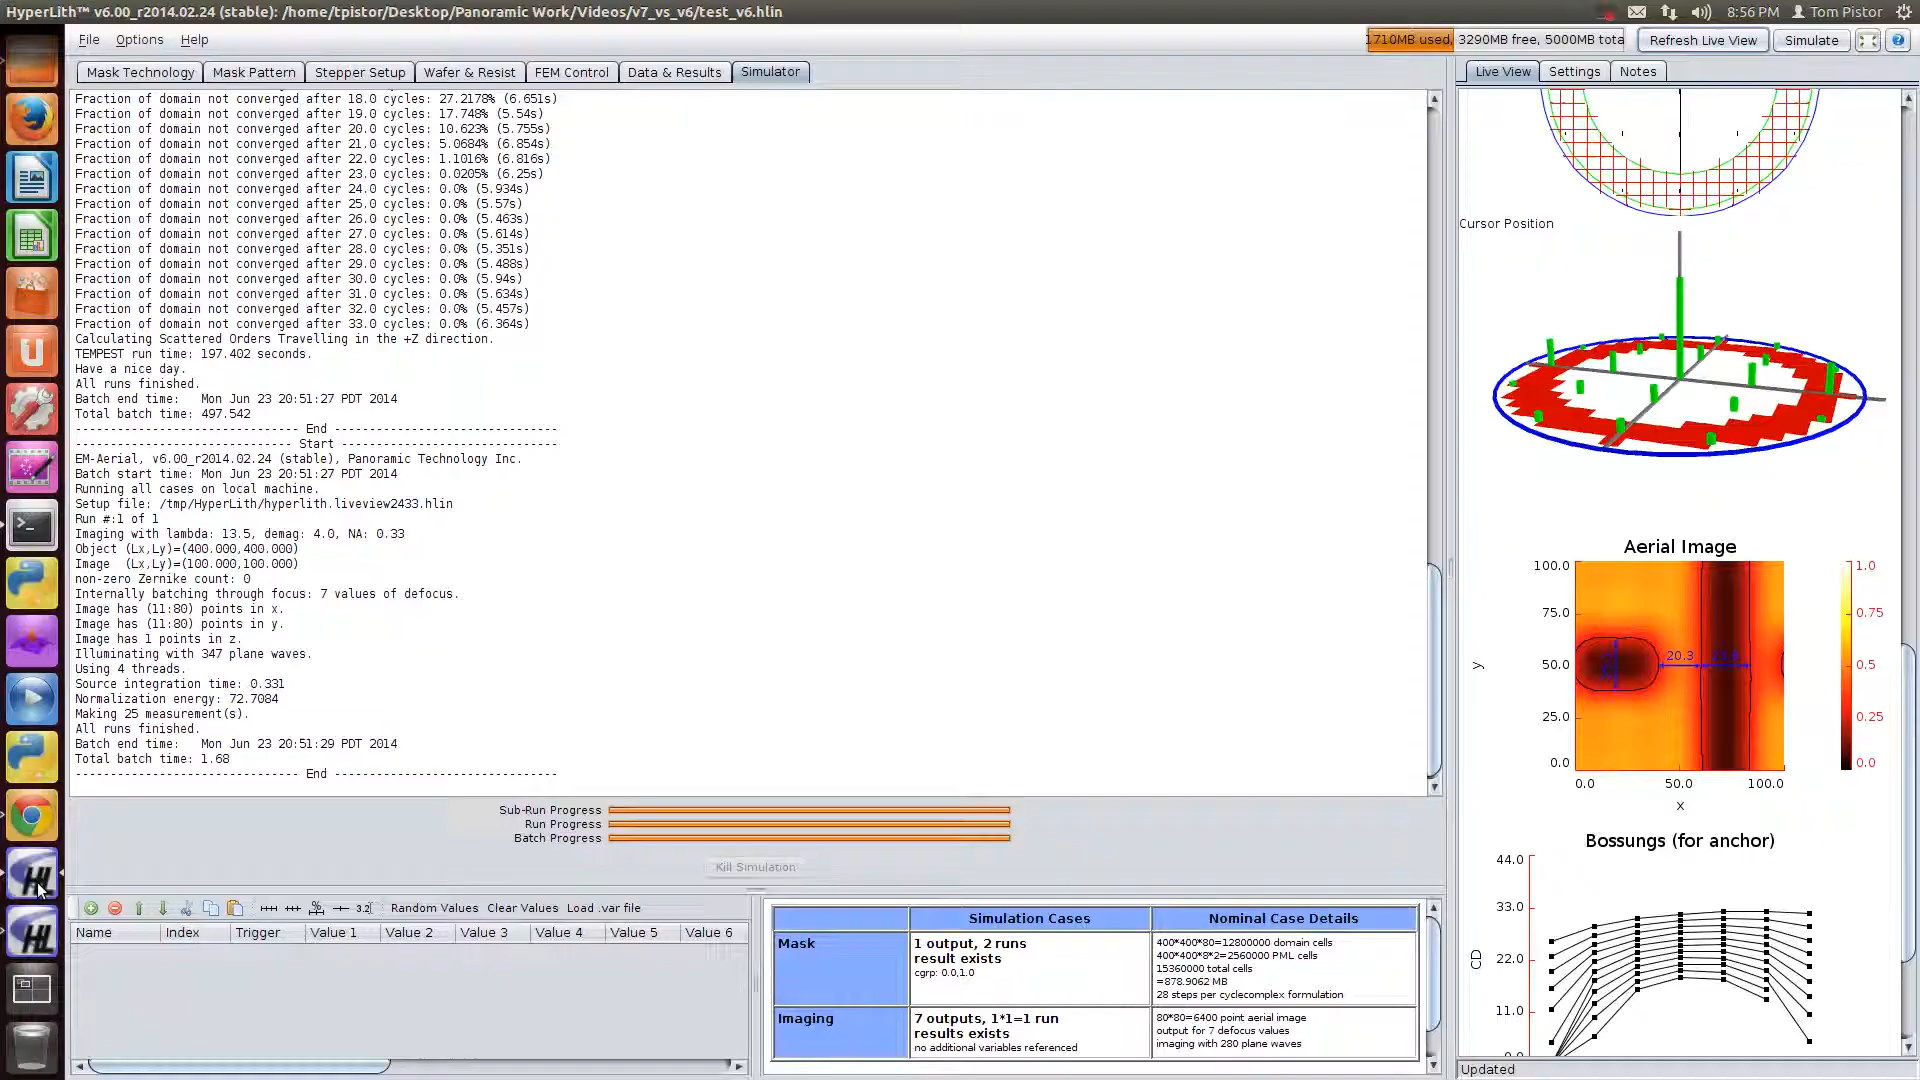 HyperLith™ v6.00_r2014.02.24 (stable): /home/tpistor/Desktop/Panoramic Work/Videos/v7_vs_v6/test_v6.hlin
8:56 PM Tom Pistor
File Options Help
1710MB used, 3290MB free, 5000MB tota
Refresh Live View Simulate
Mask Technology Mask Pattern Stepper Setup Wafer & Resist FEM Control Data & Results Simulator
Live View Settings Notes
Fraction of domain not converged after 18.0 cycles: 27.2178% (6.651s)
Fraction of domain not converged after 19.0 cycles: 17.748% (5.54s)
Fraction of domain not converged after 20.0 cycles: 10.623% (5.755s)
Fraction of domain not converged after 21.0 cycles: 5.0684% (6.854s)
Fraction of domain not converged after 22.0 cycles: 1.1016% (6.816s)
Fraction of domain not converged after 23.0 cycles: 0.0205% (6.25s)
Fraction of domain not converged after 24.0 cycles: 0.0% (5.934s)
Fraction of domain not converged after 25.0 cycles: 0.0% (5.57s)
Fraction of domain not converged after 26.0 cycles: 0.0% (5.463s)
Fraction of domain not converged after 27.0 cycles: 0.0% (5.614s)
Fraction of domain not converged after 28.0 cycles: 0.0% (5.351s)
Fraction of domain not converged after 29.0 cycles: 0.0% (5.488s)
Fraction of domain not converged after 30.0 cycles: 0.0% (5.94s)
Fraction of domain not converged after 31.0 cycles: 0.0% (5.634s)
Fraction of domain not converged after 32.0 cycles: 0.0% (5.457s)
Fraction of domain not converged after 33.0 cycles: 0.0% (6.364s)
Calculating Scattered Orders Travelling in the +Z direction.
TEMPEST run time: 197.402 seconds.
Have a nice day.
All runs finished.
Batch end time: Mon Jun 23 20:51:27 PDT 2014
Total batch time: 497.542
------------------------------ End ------------------------------
------------------------------ Start ----------------------------
EM-Aerial, v6.00_r2014.02.24 (stable), Panoramic Technology Inc.
Batch start time: Mon Jun 23 20:51:27 PDT 2014
Running all cases on local machine.
Setup file: /tmp/HyperLith/hyperlith.liveview2433.hlin
Run #:1 of 1
Imaging with lambda: 13.5, demag: 4.0, NA: 0.33
Object (Lx,Ly)=(400.000,400.000)
Image (Lx,Ly)=(100.000,100.000)
non-zero Zernike count: 0
Internally batching through focus: 7 values of defocus.
Image has (11:80) points in x.
Image has (11:80) points in y.
Image has 1 points in z.
Illuminating with 347 plane waves.
Using 4 threads.
Source integration time: 0.331
Normalization energy: 72.7084
Making 25 measurement(s).
All runs finished.
Batch end time: Mon Jun 23 20:51:29 PDT 2014
Total batch time: 1.68
------------------------------ End ------------------------------
Sub-Run Progress
Run Progress
Batch Progress
Kill Simulation
3.2 Random Values Clear Values Load .var file
Name Index Trigger Value 1 Value 2 Value 3 Value 4 Value 5 Value 6
Simulation Cases Nominal Case Details
Mask
1 output, 2 runs
result exists
cgrp: 0.0,1.0
400*400*80=12800000 domain cells
400*400*8*2=2560000 PML cells
15360000 total cells
=878.9062 MB
28 steps per cyclecomplex formulation
Imaging
7 outputs, 1*1=1 run
results exists
no additional variables referenced
80*80=6400 point aerial image
output for 7 defocus values
imaging with 280 plane waves
Cursor Position
Aerial Image
100.0
75.0
50.0
25.0
0.0
y
20.3
0.0 50.0 100.0
x
1.0
0.75
0.5
0.25
0.0
Bossungs (for anchor)
44.0
33.0
22.0
11.0
CD
Updated